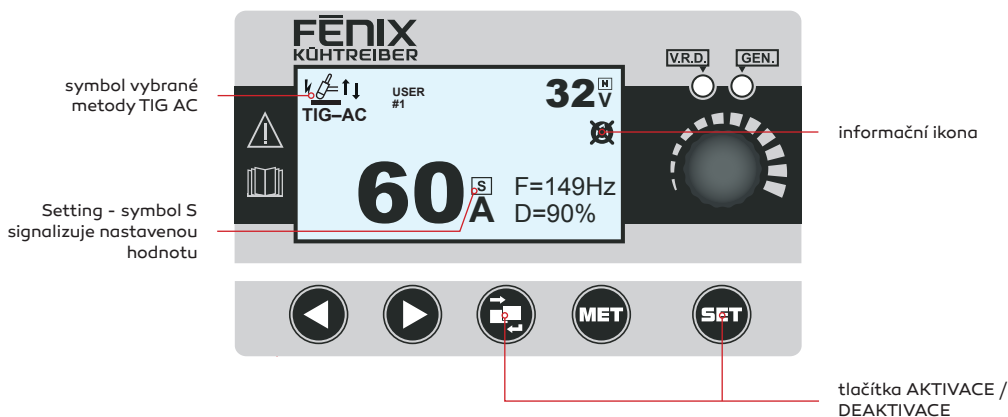 FĒNIX
KÜHTREIBER
V.R.D.
GEN.
symbol vybrané
metody TIG AC
TIG–AC
USER
#1
32 M V
informační ikona
Setting - symbol S
signalizuje nastavenou
hodnotu
60 S A
F=149Hz
D=90%
MET
SET
tlačítka AKTIVACE /
DEAKTIVACE